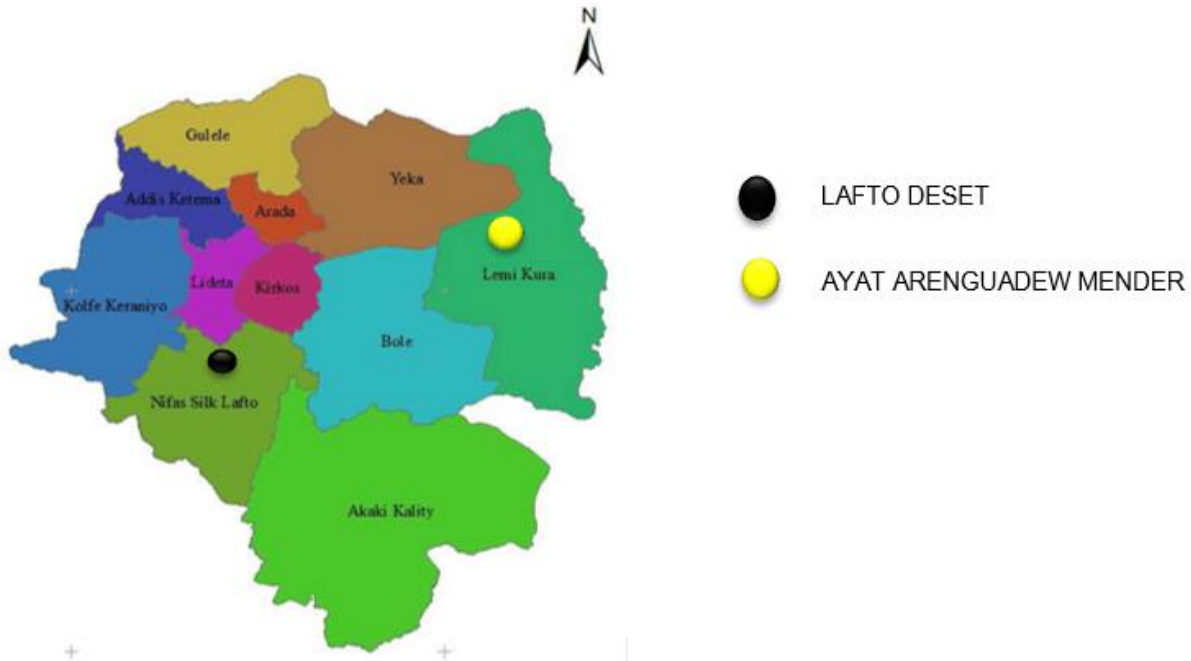 N
Gulele
Yeka
Addis Ketema
Arada
LAFTO DESET
Lemi Kura
Lideta
Kirkos
AYAT ARENGUADEW MENDER
Kolfe Keraniyo
Bole
Nifas Silk Lafto
Akaki Kality